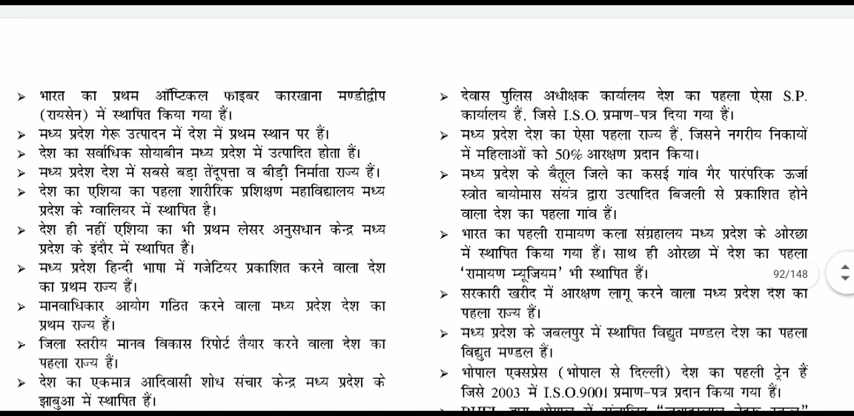 ➢ भारत का प्रथम ऑप्टिकल फाइबर कारखाना मण्डीद्वीप
(रायसेन) में स्थापित किया गया हैं।
➢ मध्य प्रदेश गेरू उत्पादन में देश में प्रथम स्थान पर हैं।
➢ देश का सर्वाधिक सोयाबीन मध्य प्रदेश में उत्पादित होता हैं।
➢ मध्य प्रदेश देश में सबसे बड़ा तेंदूपत्ता व बीड़ी निर्माता राज्य हैं।
➢ देश का एशिया का पहला शारीरिक प्रशिक्षण महाविद्यालय मध्य
प्रदेश के ग्वालियर में स्थापित है।
➢ देश ही नहीं एशिया का भी प्रथम लेसर अनुसधान केन्द्र मध्य
प्रदेश के इंदौर में स्थापित हैं।
➢ मध्य प्रदेश हिन्दी भाषा में गजेटियर प्रकाशित करने वाला देश
का प्रथम राज्य हैं।
➢ मानवाधिकार आयोग गठित करने वाला मध्य प्रदेश देश का
प्रथम राज्य हैं।
➢ जिला स्तरीय मानव विकास रिपोर्ट तैयार करने वाला देश का
पहला राज्य हैं।
➢ देश का एकमात्र आदिवासी शोध संचार केन्द्र मध्य प्रदेश के
झाबुआ में स्थापित हैं।
➢ देवास पुलिस अधीक्षक कार्यालय देश का पहला ऐसा S.P.
कार्यालय हैं, जिसे I.S.O. प्रमाण-पत्र दिया गया हैं।
➢ मध्य प्रदेश देश का ऐसा पहला राज्य हैं, जिसने नगरीय निकायों
में महिलाओं को 50% आरक्षण प्रदान किया।
➢ मध्य प्रदेश के बैतूल जिले का कसई गांव गैर पारंपरिक ऊर्जा
स्त्रोत बायोमास संयंत्र द्वारा उत्पादित बिजली से प्रकाशित होने
वाला देश का पहला गांव हैं।
➢ भारत का पहली रामायण कला संग्रहालय मध्य प्रदेश के ओरछा
में स्थापित किया गया हैं। साथ ही ओरछा में देश का पहला
'रामायण म्यूजियम' भी स्थापित हैं।
92/148
➢ सरकारी खरीद में आरक्षण लागू करने वाला मध्य प्रदेश देश का
पहला राज्य हैं।
➢ मध्य प्रदेश के जबलपुर में स्थापित विद्युत मण्डल देश का पहला
विद्युत मण्डल हैं।
➢ भोपाल एक्सप्रेस (भोपाल से दिल्ली) देश का पहली ट्रेन हैं
जिसे 2003 में I.S.O.9001 प्रमाण-पत्र प्रदान किया गया हैं।